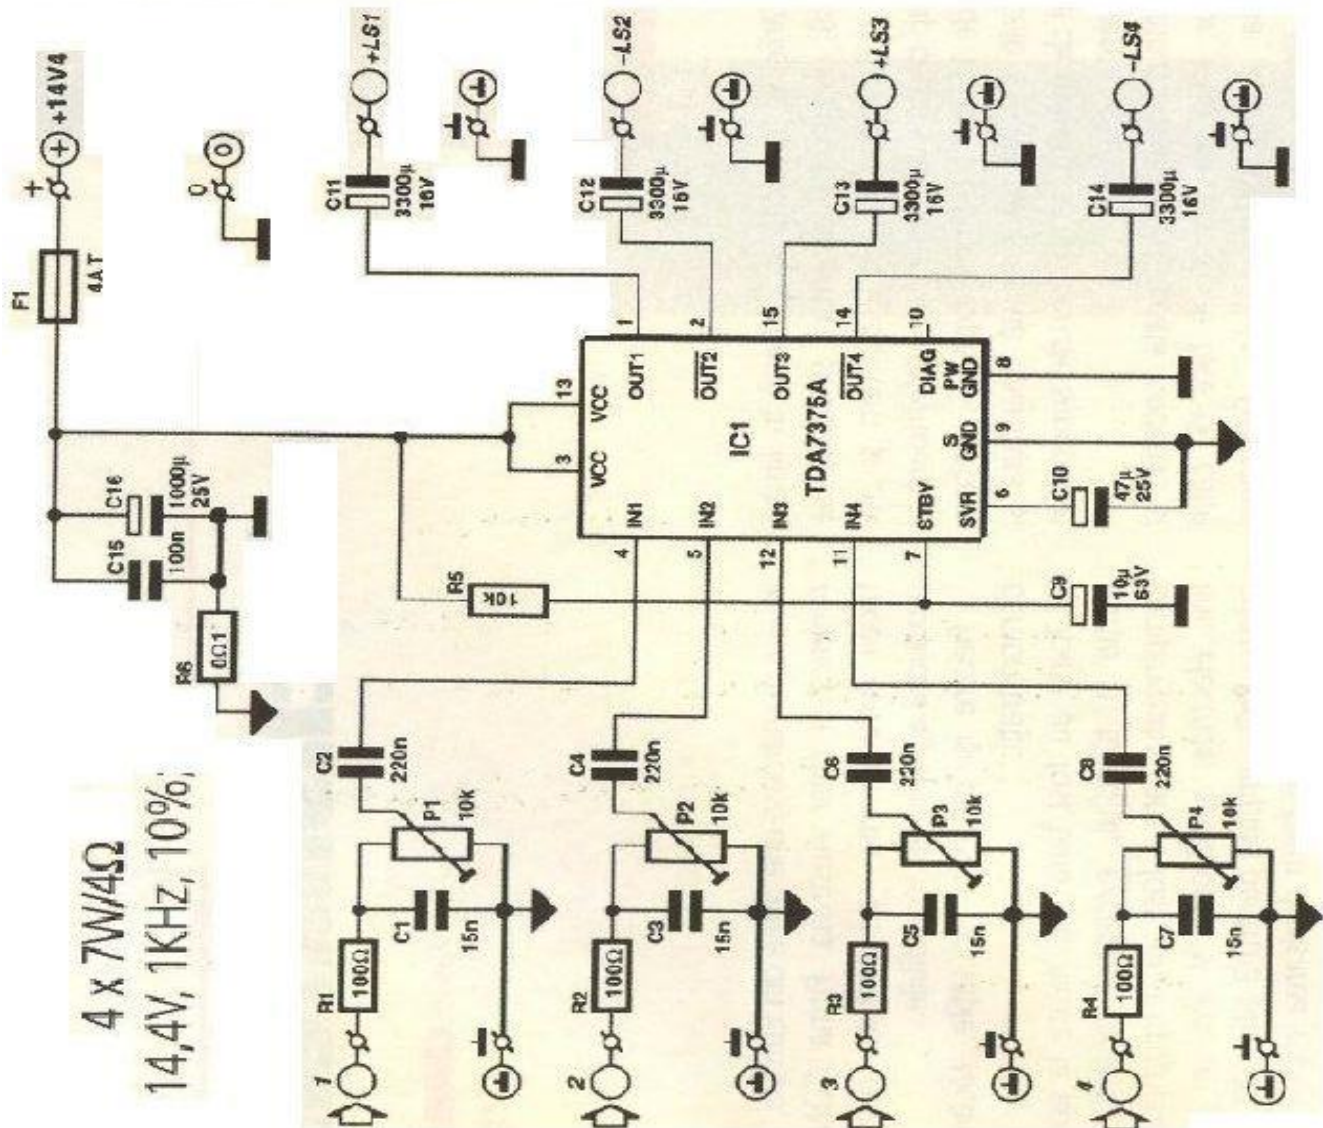 4 x 7W/4Ω
14,4V, 1KHz, 10%,
F1
4A T
+
+14V4
0
0
C15
100n
C16
1000µ
25V
R6
0Ω1
R5
10k
C11
3300µ
16V
+LS1
C12
3300µ
16V
-LS2
C13
3300µ
16V
+LS3
C14
3300µ
16V
-LS4
3
13
VCC
VCC
IC1
TDA7375A
IN1
4
IN2
5
IN3
12
IN4
11
STBY
7
SVR
6
S
GND
9
PW
GND
8
DIAG
10
OUT1
1
OUT2
2
OUT3
15
OUT4
14
C9
10µ
63V
C10
47µ
25V
1
R1
100Ω
C1
15n
P1
10k
C2
220n
2
R2
100Ω
C3
15n
P2
10k
C4
220n
3
R3
100Ω
C5
15n
P3
10k
C6
220n
4
R4
100Ω
C7
15n
P4
10k
C8
220n